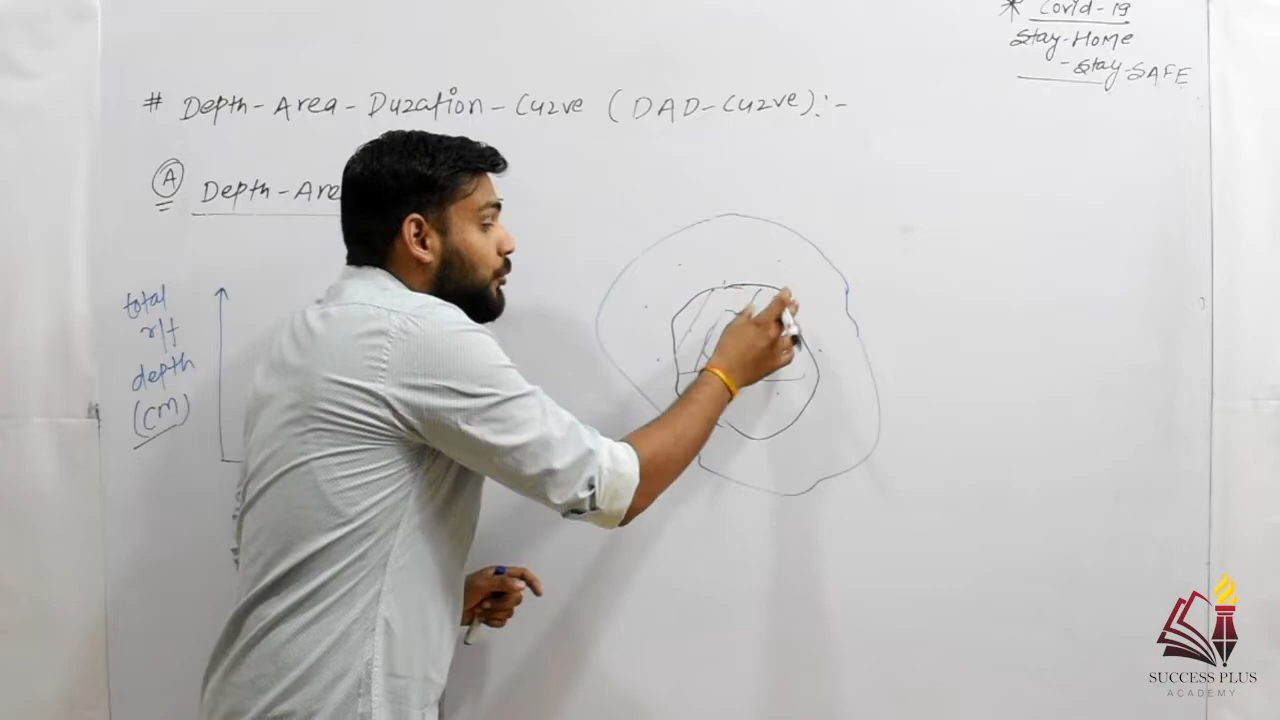 * Covid-19
Stay-Home
-Stay-SAFE
# Depth-Area-Duration-Curve (DAD-Curve):-
(A) Depth-Are
total
r/f
depth
(CM)
SUCCESS PLUS
ACADEMY